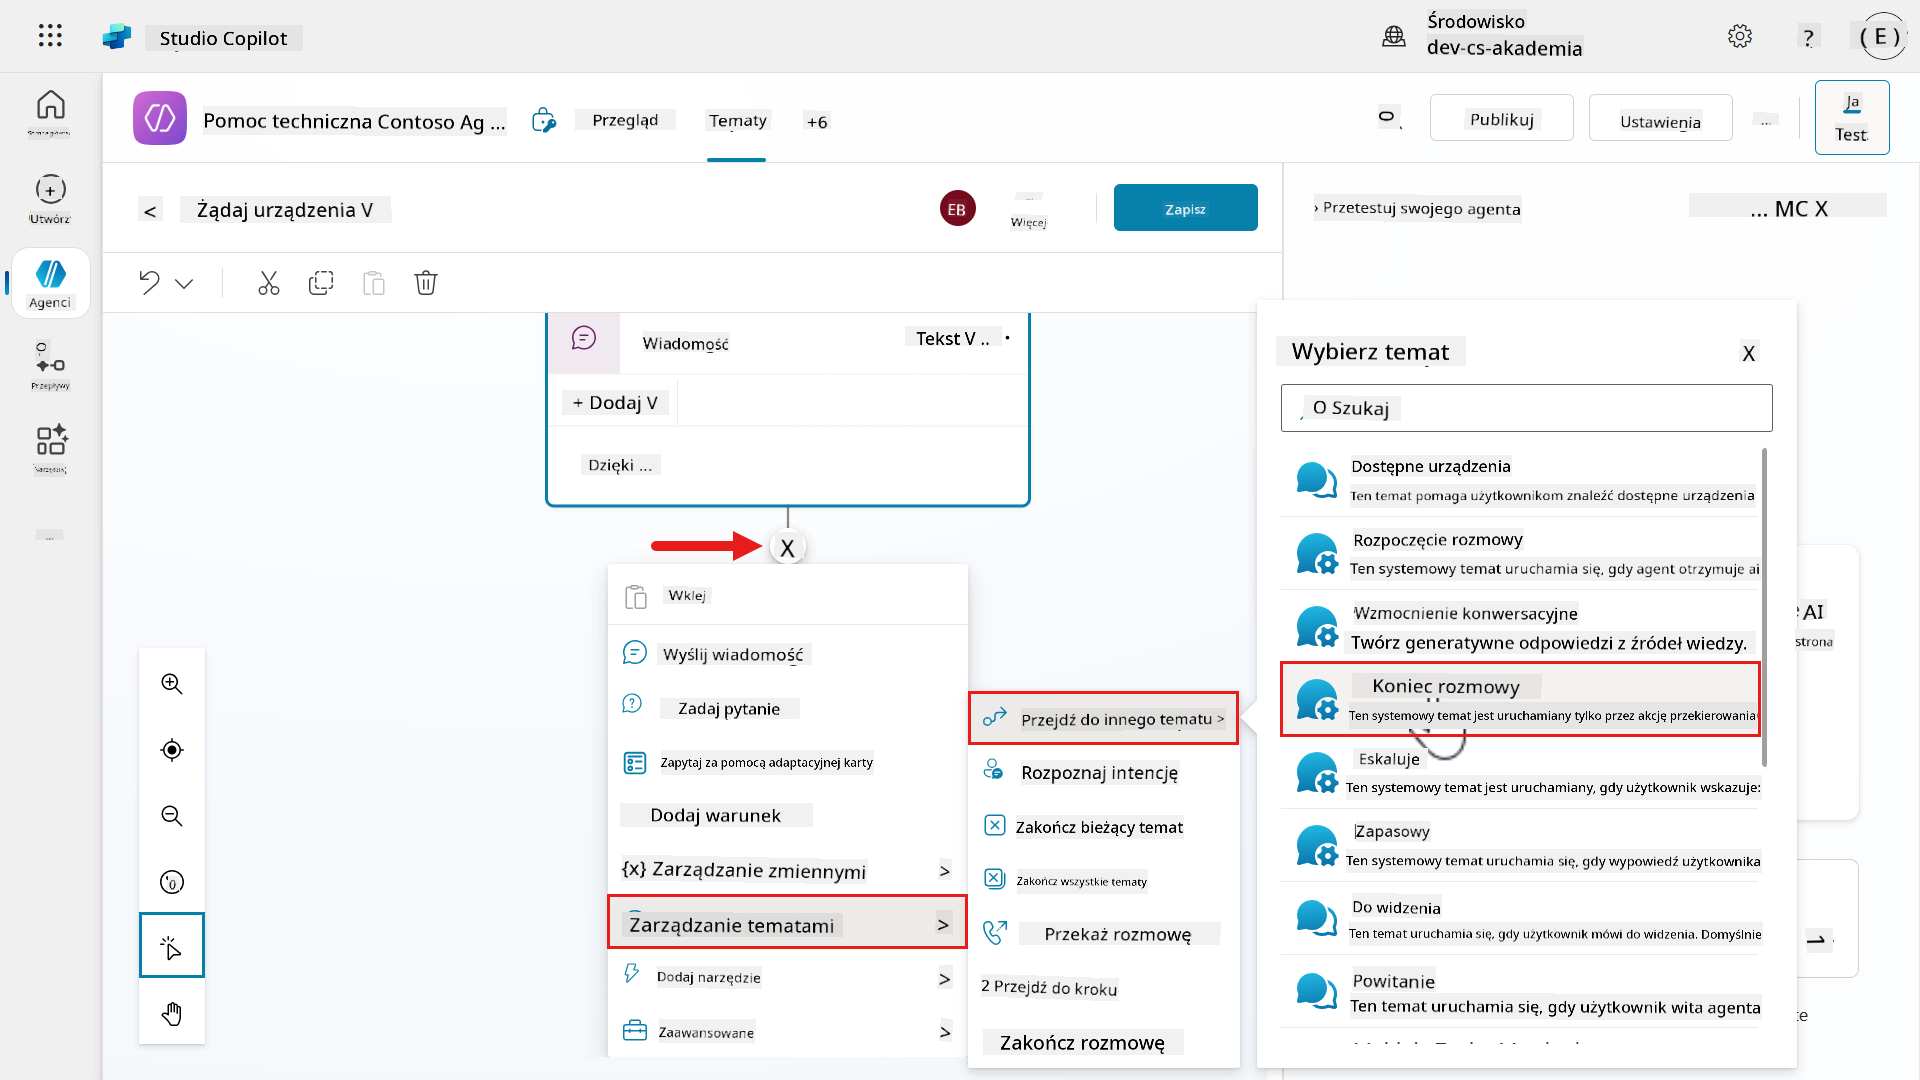 Studio Copilot
Środowisko
dev-cs-akademia
?
( E )
Pomoc techniczna Contoso Ag ...
Przegląd
Tematy
+6
Publikuj
Ustawienia
...
Ja
Test
Utwórz
Agenci
Przepływy
< Żądaj urządzenia V
EB
Więcej
Zapisz
› Przetestuj swojego agenta
... MC X
Wiadomość
Tekst V ..
+ Dodaj V
Dzięki ...
X
Wklej
Wyślij wiadomość
Zadaj pytanie
Zapytaj za pomocą adaptacyjnej karty
Dodaj warunek
{x} Zarządzanie zmiennymi >
Zarządzanie tematami >
Dodaj narzędzie >
Zaawansowane >
Przejdź do innego tematu >
Rozpoznaj intencję
Zakończ bieżący temat
Zakończ wszystkie tematy
Przekaż rozmowę
2 Przejdź do kroku
Zakończ rozmowę
Wybierz temat
X
O Szukaj
Dostępne urządzenia
Ten temat pomaga użytkownikom znaleźć dostępne urządzenia
Rozpoczęcie rozmowy
Ten systemowy temat uruchamia się, gdy agent otrzymuje ai
Wzmocnienie konwersacyjne
Twórz generatywne odpowiedzi z źródeł wiedzy.
Koniec rozmowy
Ten systemowy temat jest uruchamiany tylko przez akcję przekierowania
Eskaluje
Ten systemowy temat jest uruchamiany, gdy użytkownik wskazuje:
Zapasowy
Ten systemowy temat uruchamia się, gdy wypowiedź użytkownika
Do widzenia
Ten temat uruchamia się, gdy użytkownik mówi do widzenia. Domyślnie
Powitanie
Ten temat uruchamia się, gdy użytkownik wita agenta
AI
strona